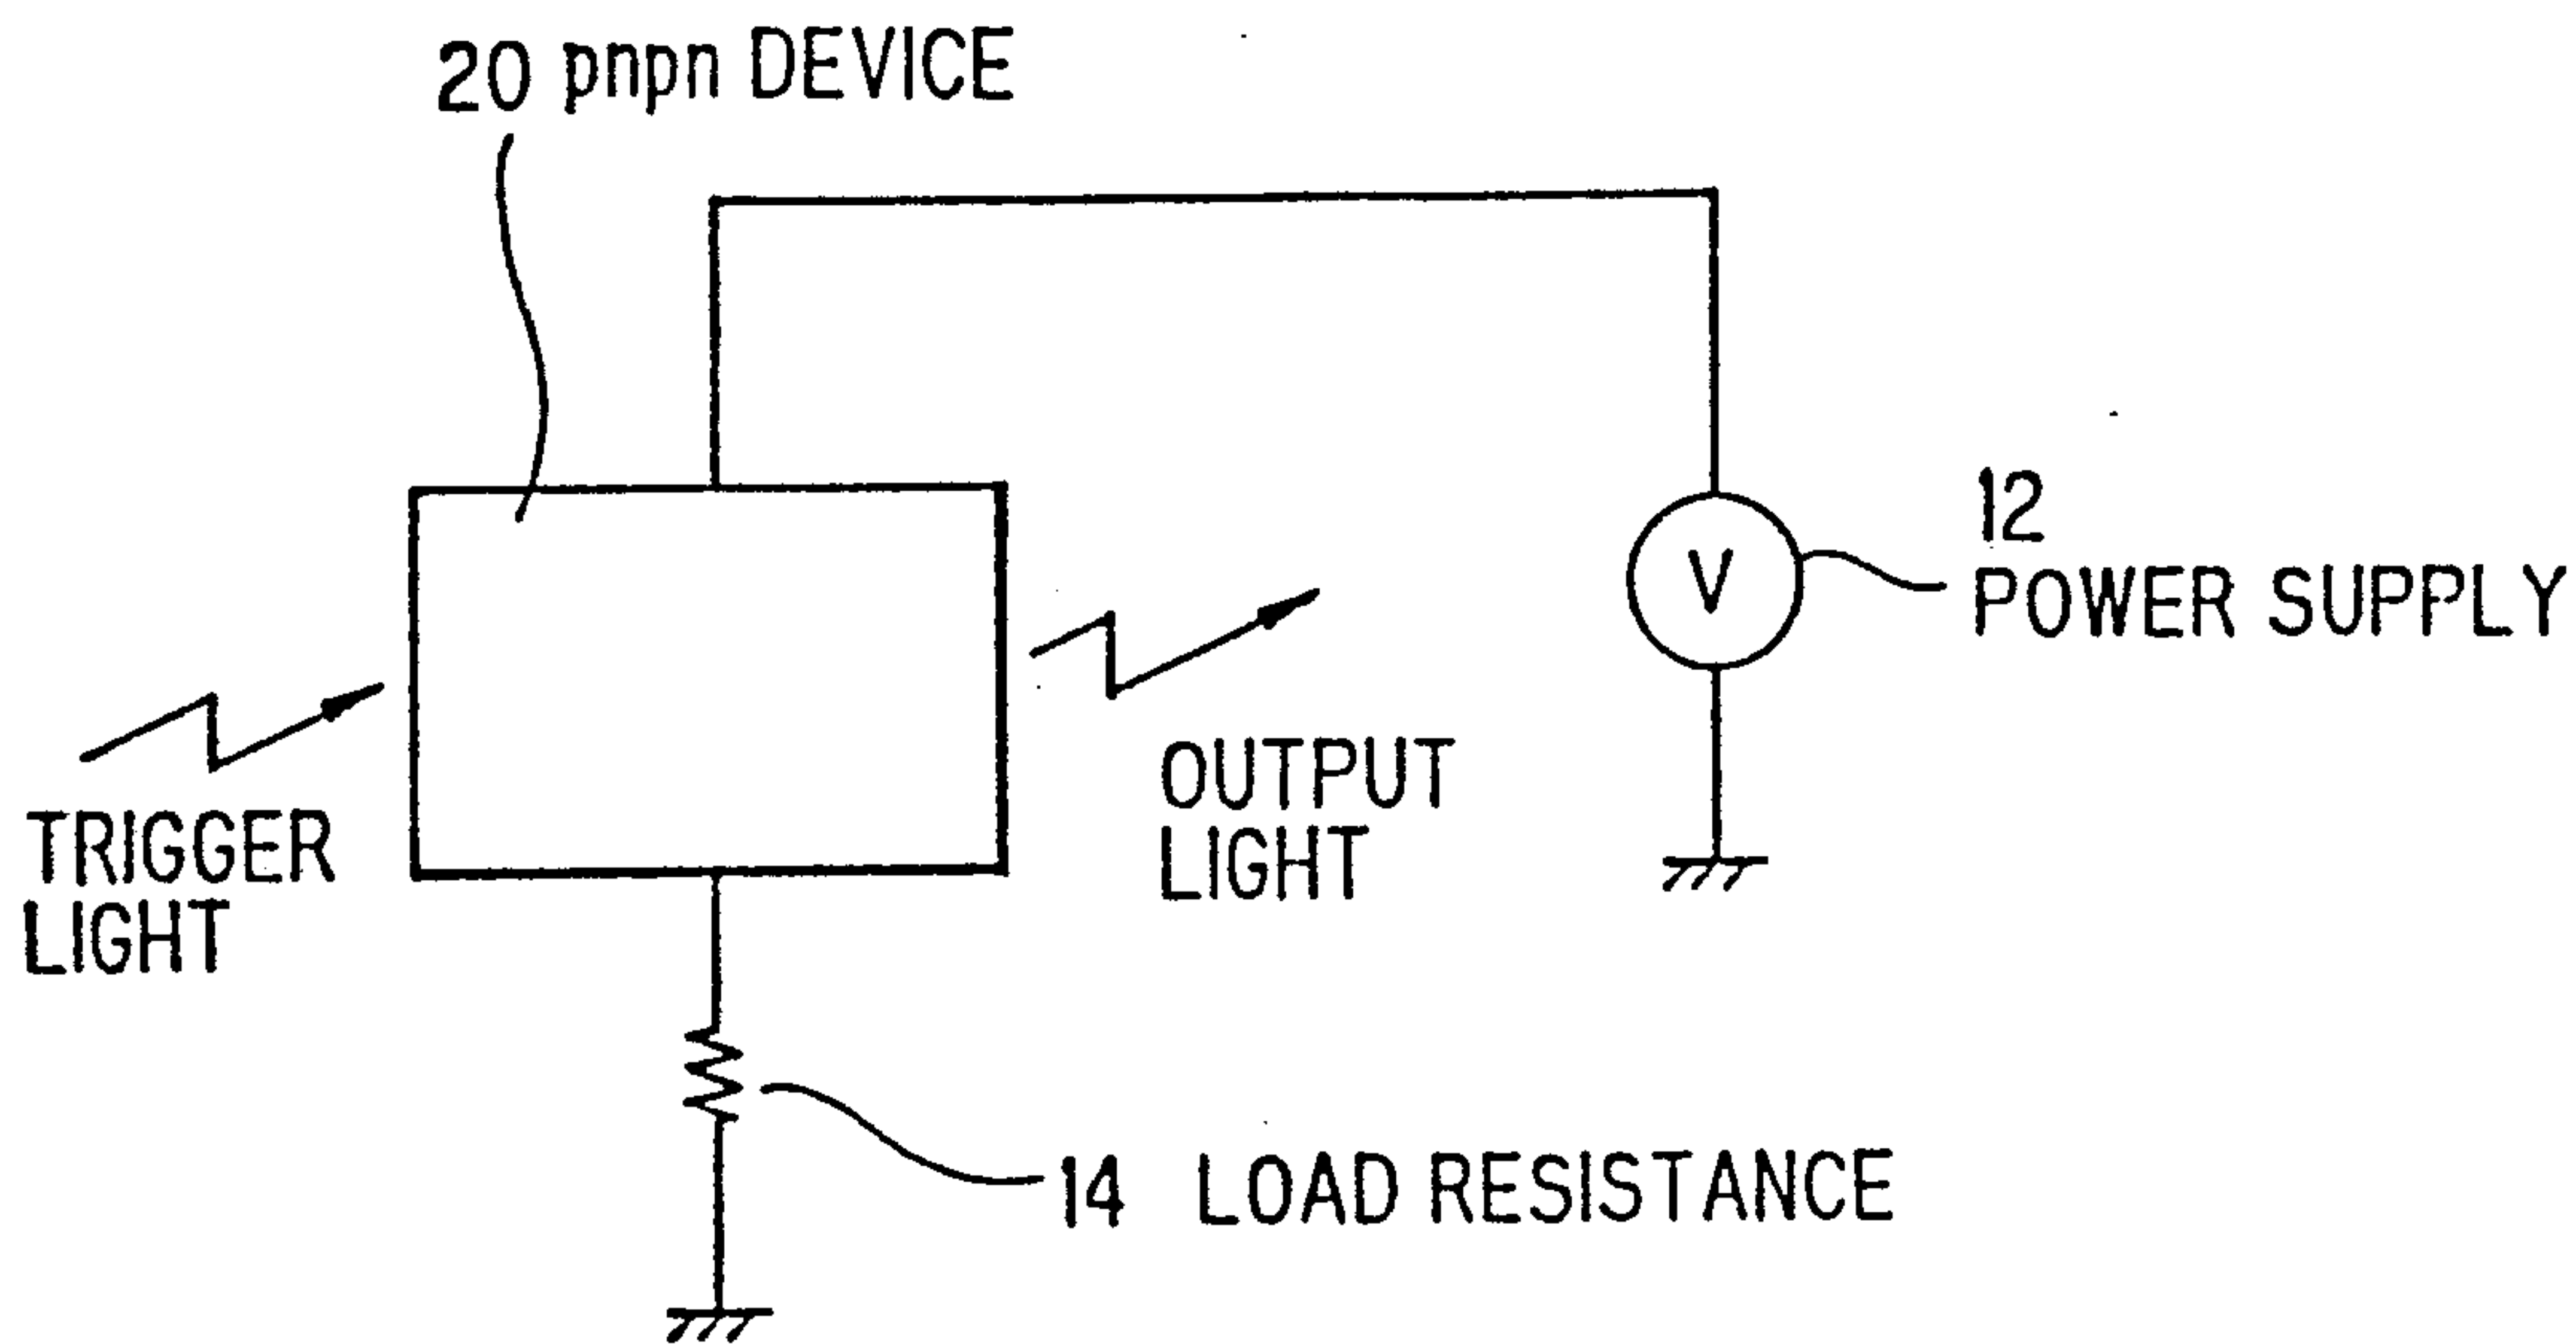 20 pnpn DEVICE
12
POWER SUPPLY
V
OUTPUT
LIGHT
TRIGGER
LIGHT
14 LOAD RESISTANCE